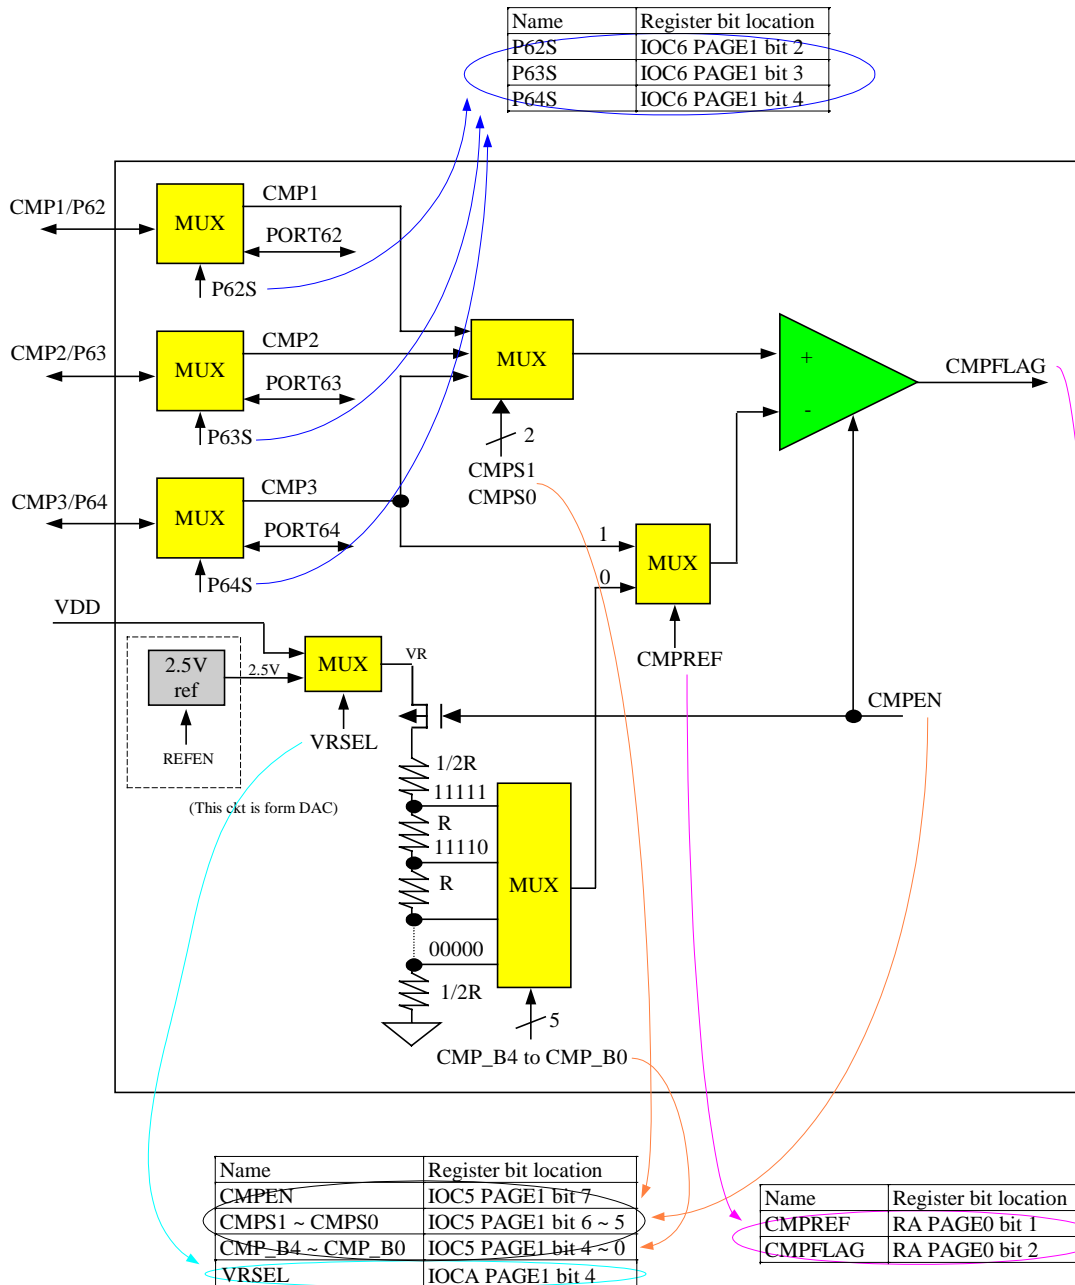 Name Register bit location
P62S IOC6 PAGE1 bit 2
P63S IOC6 PAGE1 bit 3
P64S IOC6 PAGE1 bit 4
CMP1/P62
MUX
CMP1
PORT62
P62S
CMP2/P63
MUX
CMP2
PORT63
P63S
CMP3/P64
MUX
CMP3
PORT64
P64S
MUX
2
CMPS1
CMPS0
+
-
CMPFLAG
1
0
MUX
CMPREF
VDD
2.5V
ref
2.5V
REFEN
(This ckt is form DAC)
MUX
VR
VRSEL
CMPEN
1/2R
11111
R
11110
R
00000
1/2R
MUX
5
CMP_B4 to CMP_B0
Name Register bit location
CMPEN IOC5 PAGE1 bit 7
CMPS1 ~ CMPS0 IOC5 PAGE1 bit 6 ~ 5
CMP_B4 ~ CMP_B0 IOC5 PAGE1 bit 4 ~ 0
VRSEL IOCA PAGE1 bit 4
Name Register bit location
CMPREF RA PAGE0 bit 1
CMPFLAG RA PAGE0 bit 2